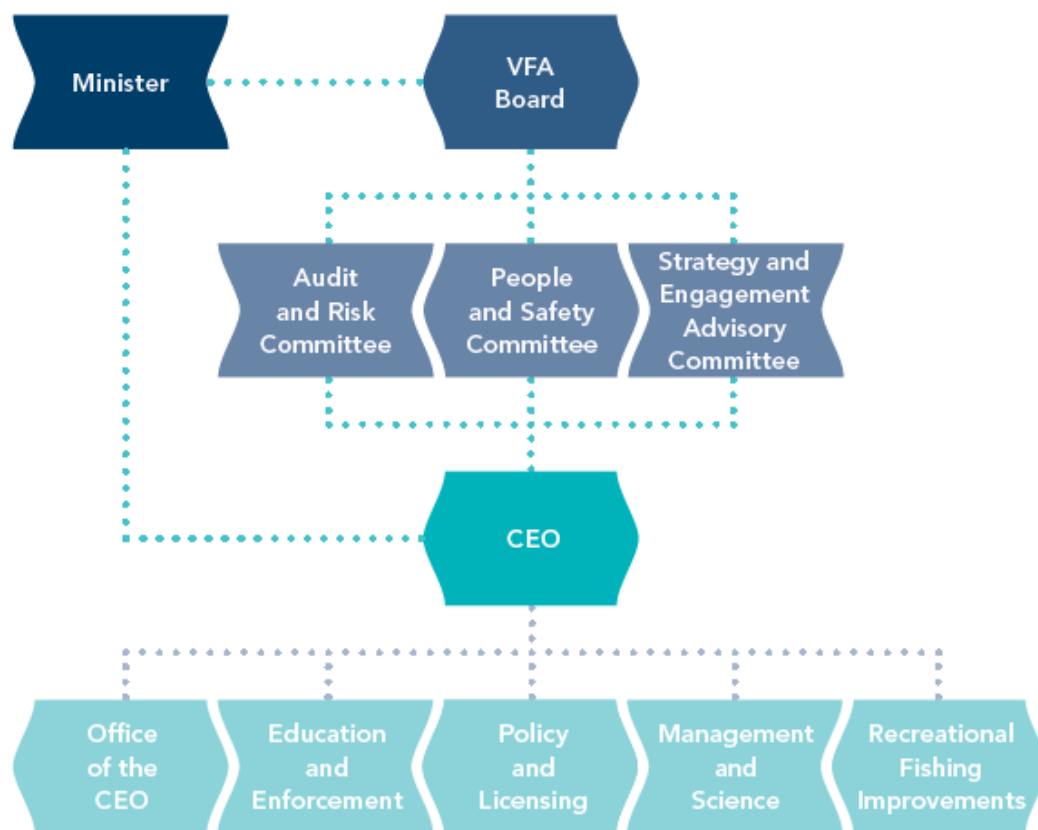 Minister
VFA
Board
Audit
and Risk
Committee
People
and Safety
Committee
Strategy and
Engagement
Advisory
Committee
CEO
Office
of the
CEO
Education
and
Enforcement
Policy
and
Licensing
Management
and
Science
Recreational
Fishing
Improvements